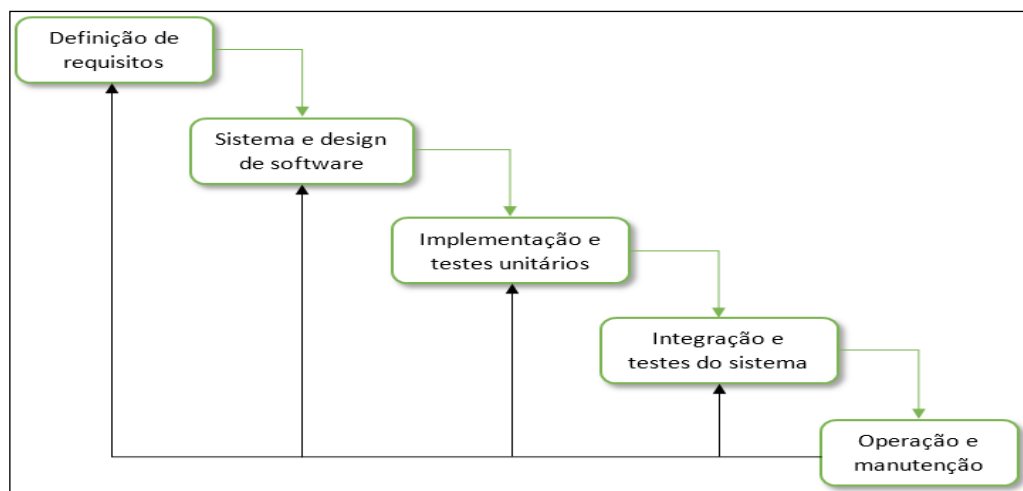 Definição de
requisitos
Sistema e design
de software
Implementação e
testes unitários
Integração e
testes do sistema
Operação e
manutenção